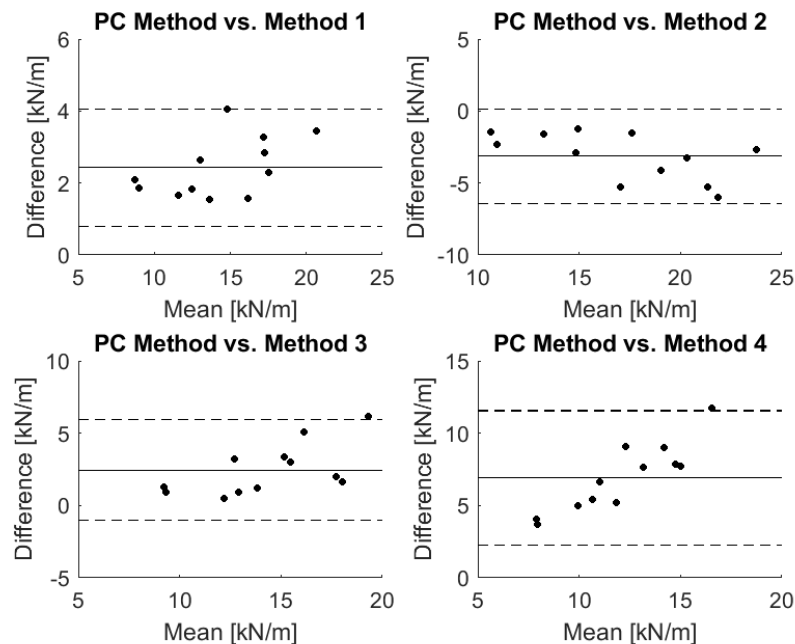 PC Method vs. Method 1
6
4
2
0
Difference [kN/m]
5 10 15 20 25
Mean [kN/m]
PC Method vs. Method 2
5
0
-5
-10
Difference [kN/m]
10 15 20 25
Mean [kN/m]
PC Method vs. Method 3
10
5
0
-5
Difference [kN/m]
5 10 15 20
Mean [kN/m]
PC Method vs. Method 4
15
10
5
0
Difference [kN/m]
5 10 15 20
Mean [kN/m]